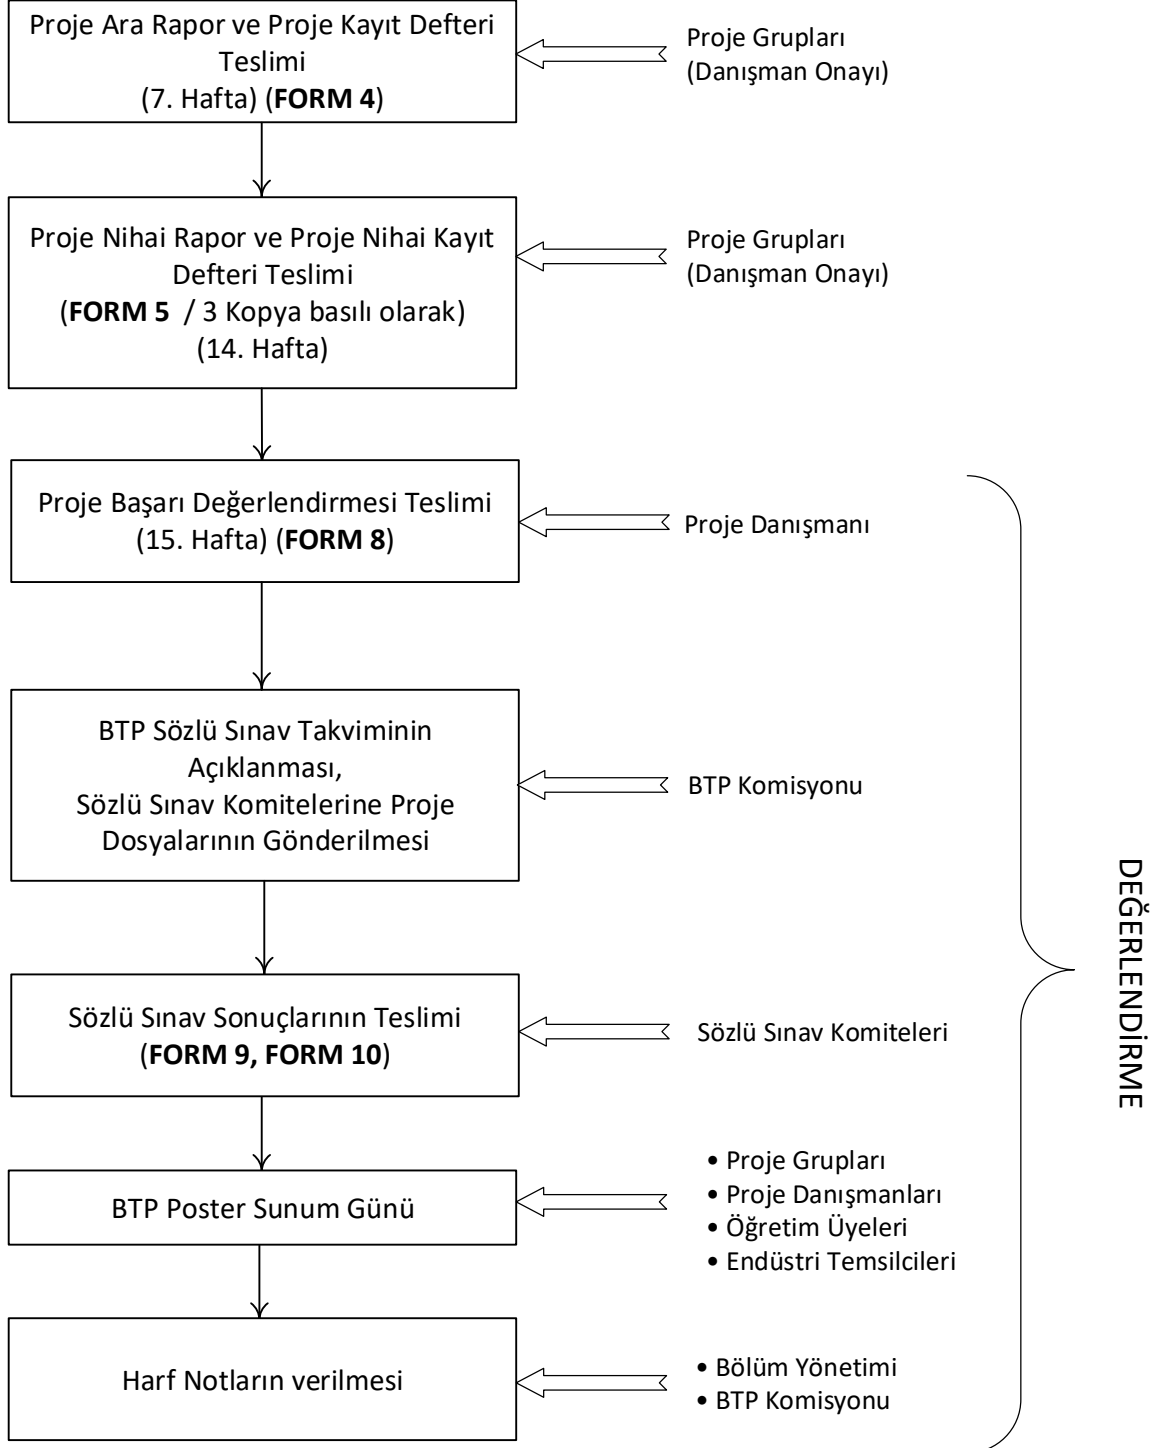 Proje Ara Rapor ve Proje Kayıt Defteri
Teslimi
(7. Hafta) (FORM 4)
Proje Grupları
(Danışman Onayı)
Proje Nihai Rapor ve Proje Nihai Kayıt
Defteri Teslimi
(FORM 5 / 3 Kopya basılı olarak)
(14. Hafta)
Proje Grupları
(Danışman Onayı)
Proje Başarı Değerlendirmesi Teslimi
(15. Hafta) (FORM 8)
Proje Danışmanı
BTP Sözlü Sınav Takviminin
Açıklanması,
Sözlü Sınav Komitelerine Proje
Dosyalarının Gönderilmesi
BTP Komisyonu
Sözlü Sınav Sonuçlarının Teslimi
(FORM 9, FORM 10)
Sözlü Sınav Komiteleri
BTP Poster Sunum Günü
• Proje Grupları
• Proje Danışmanları
• Öğretim Üyeleri
• Endüstri Temsilcileri
Harf Notların verilmesi
• Bölüm Yönetimi
• BTP Komisyonu
DEĞERLENDİRME